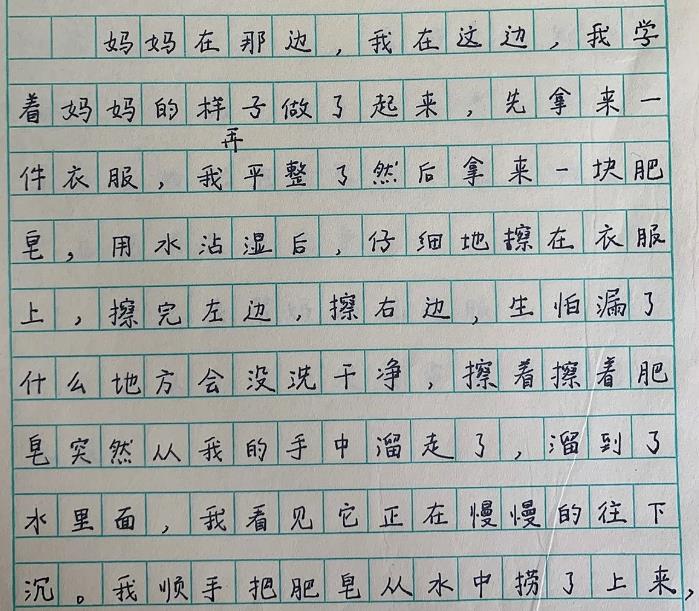 妈妈在那边，我在这边，我学
着妈妈的样子做了起来，先拿来一
再
件衣服，我平整了然后拿来一块肥
皂，用水沾湿后，仔细地擦在衣服
上，擦完左边，擦右边，生怕漏了
什么地方会没洗干净，擦着擦着肥
皂突然从我的手中溜走了，溜到了
水里面，我看见它正在慢慢的往下
沉。我顺手把肥皂从水中捞了上来，